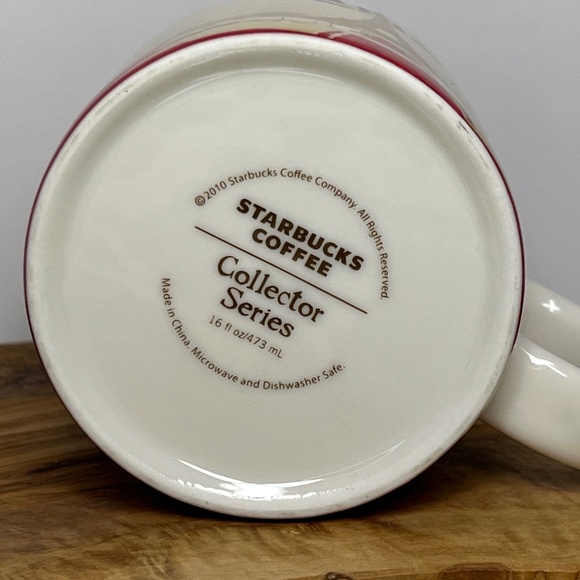 ©2010 Starbucks Coffee Company. All Rights Reserved.
STARBUCKS
COFFEE
Collector
Series
16 fl oz/473 mL
Made in China. Microwave and Dishwasher Safe.